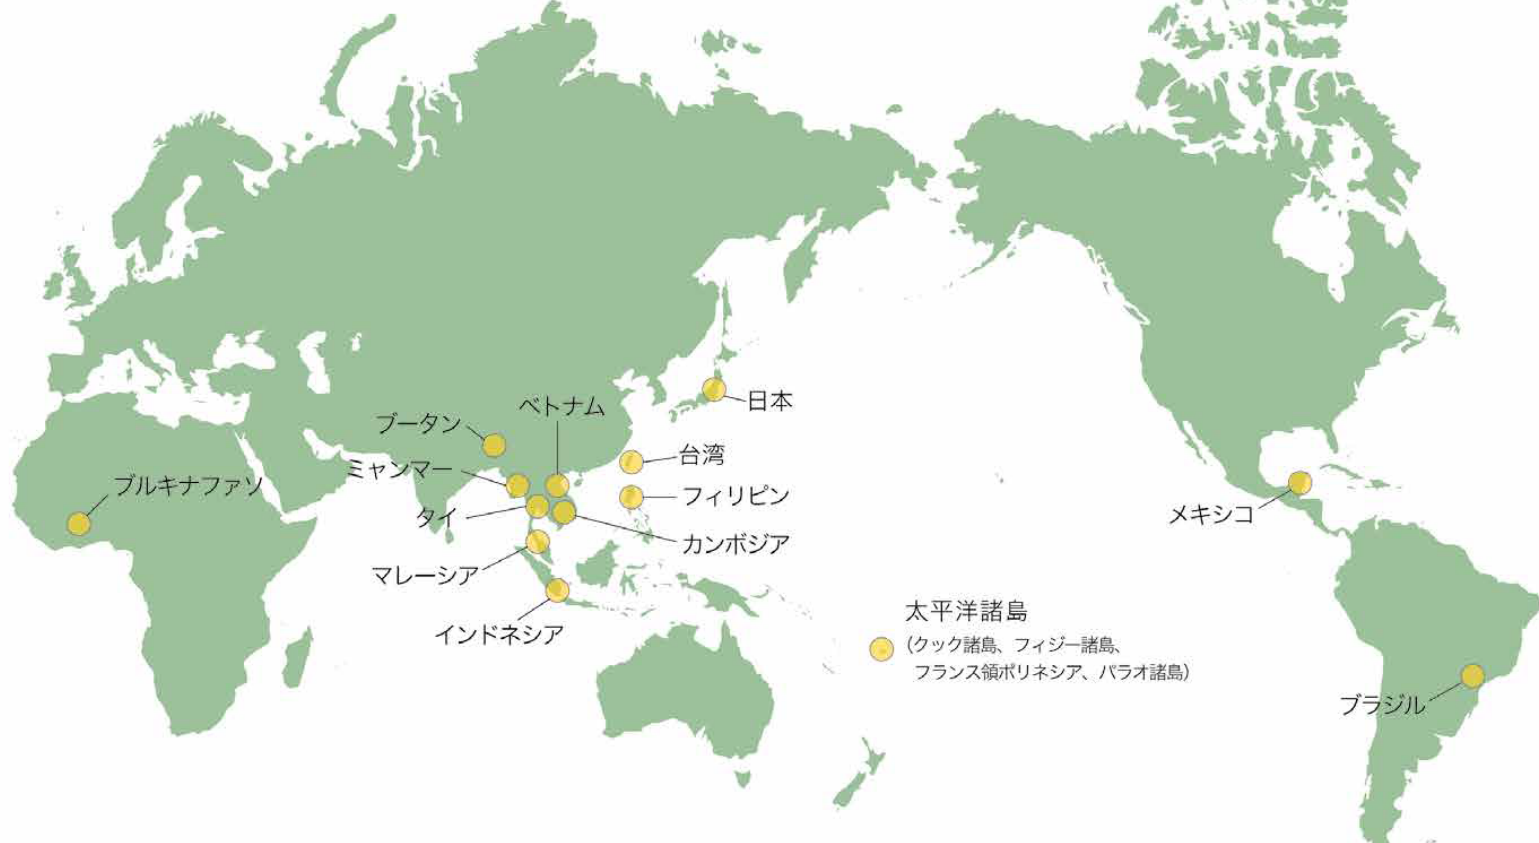 ベトナム
日本
ブータン
台湾
ミャンマー
ブルキナファソ
フィリピン
タイ
メキシコ
カンボジア
マレーシア
太平洋諸島
インドネシア
(クック諸島、フィジー諸島、
フランス領ポリネシア、パラオ諸島)
ブラジル